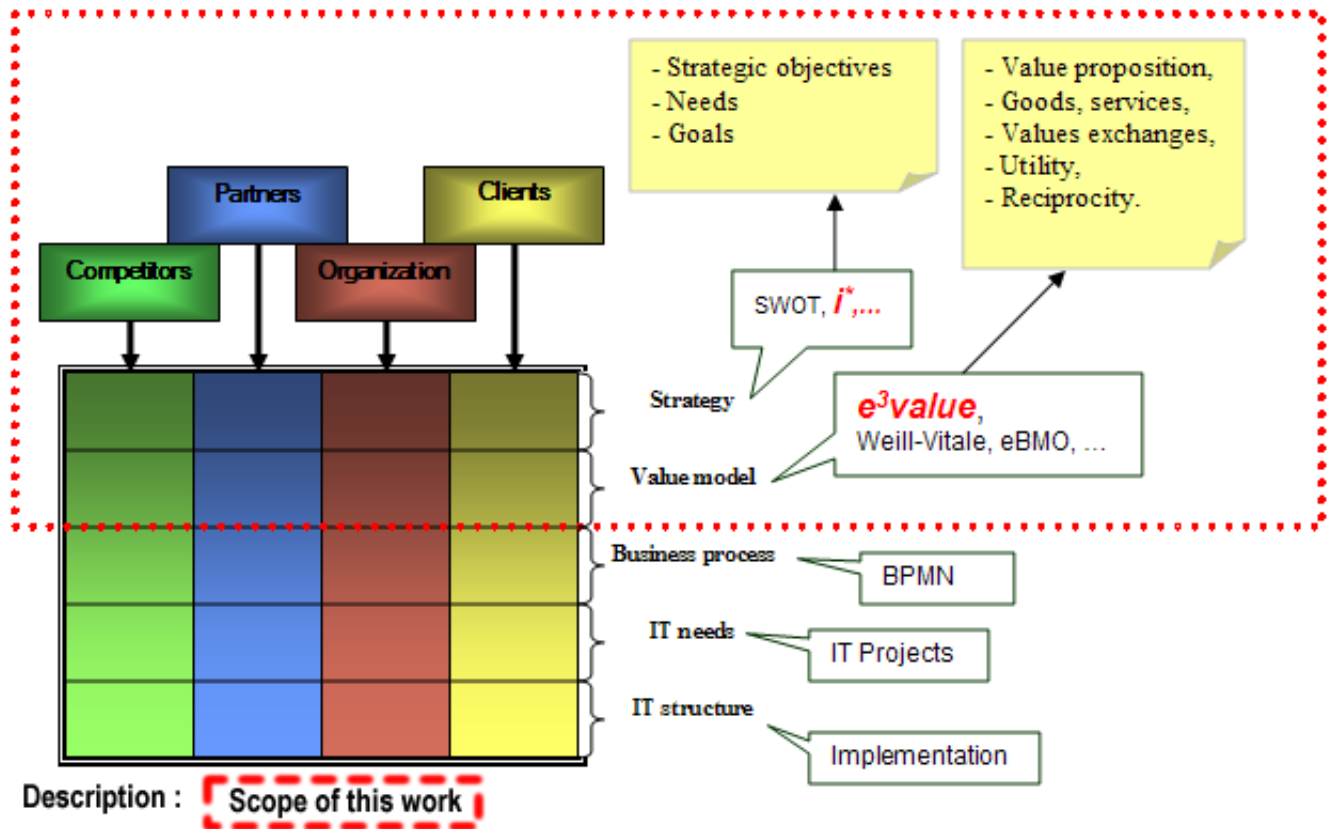 - Strategic objectives
- Needs
- Goals
- Value proposition,
- Goods, services,
- Values exchanges,
- Utility,
- Reciprocity.
Partners
Clients
Competitors
Organization
SWOT, i*,...
Strategy
e³value,
Weill-Vitale, eBMO, ...
Value model
Business process
BPMN
IT needs
IT Projects
IT structure
Implementation
Description :
Scope of this work